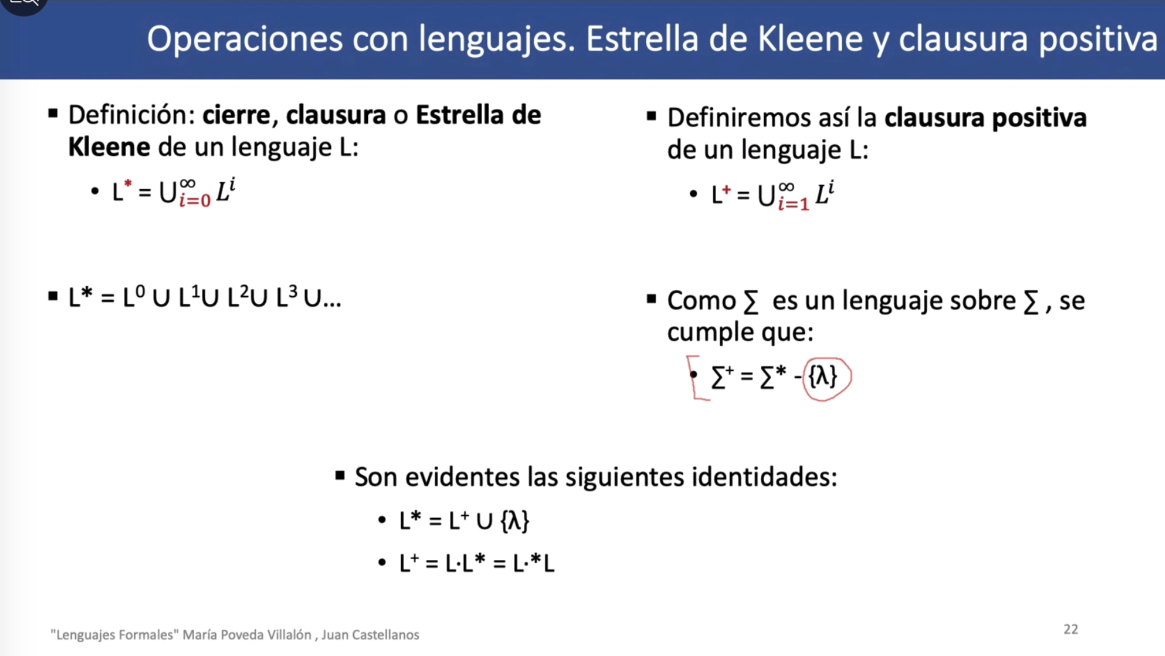 Operaciones con lenguajes. Estrella de Kleene y clausura positiva
▪ Definición: cierre, clausura o Estrella de
Kleene de un lenguaje L:
• L* = ∪∞i=0 Lⁱ
▪ L* = L⁰ ∪ L¹∪ L²∪ L³ ∪...
▪ Definiremos así la clausura positiva
de un lenguaje L:
• L⁺ = ∪∞i=1 Lⁱ
▪ Como ∑ es un lenguaje sobre ∑ , se
cumple que:
• ∑⁺ = ∑* -{λ}
▪ Son evidentes las siguientes identidades:
• L* = L⁺ ∪ {λ}
• L⁺ = L·L* = L·*L
"Lenguajes Formales" María Poveda Villalón , Juan Castellanos
22